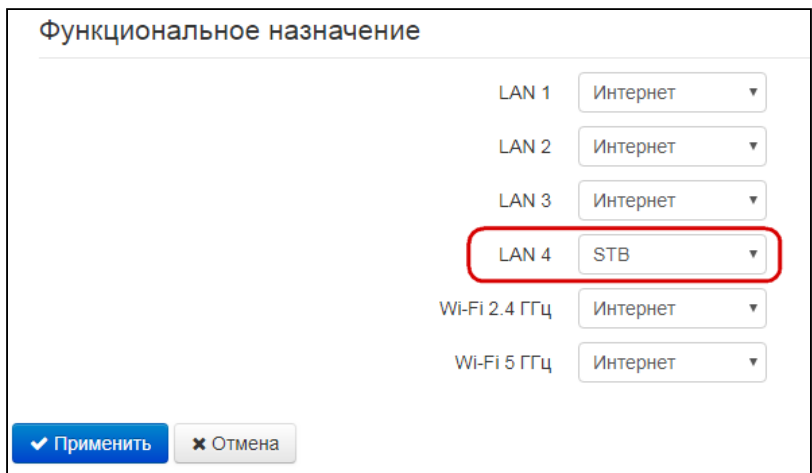 Функциональное назначение
LAN 1 Интернет
LAN 2 Интернет
LAN 3 Интернет
LAN 4 STB
Wi-Fi 2.4 ГГц Интернет
Wi-Fi 5 ГГц Интернет
Применить Отмена